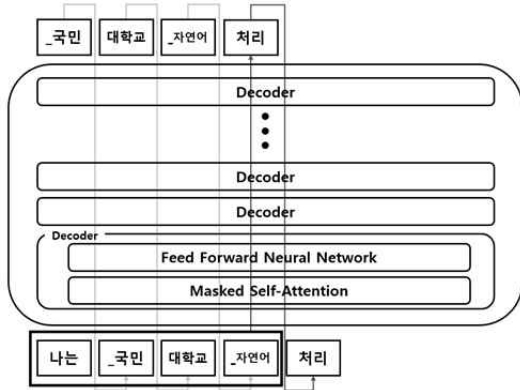 _국민 대학교 _자연어 처리
Decoder
Decoder
Decoder
Decoder
Feed Forward Neural Network
Masked Self-Attention
나는 _국민 대학교 _자연어 처리